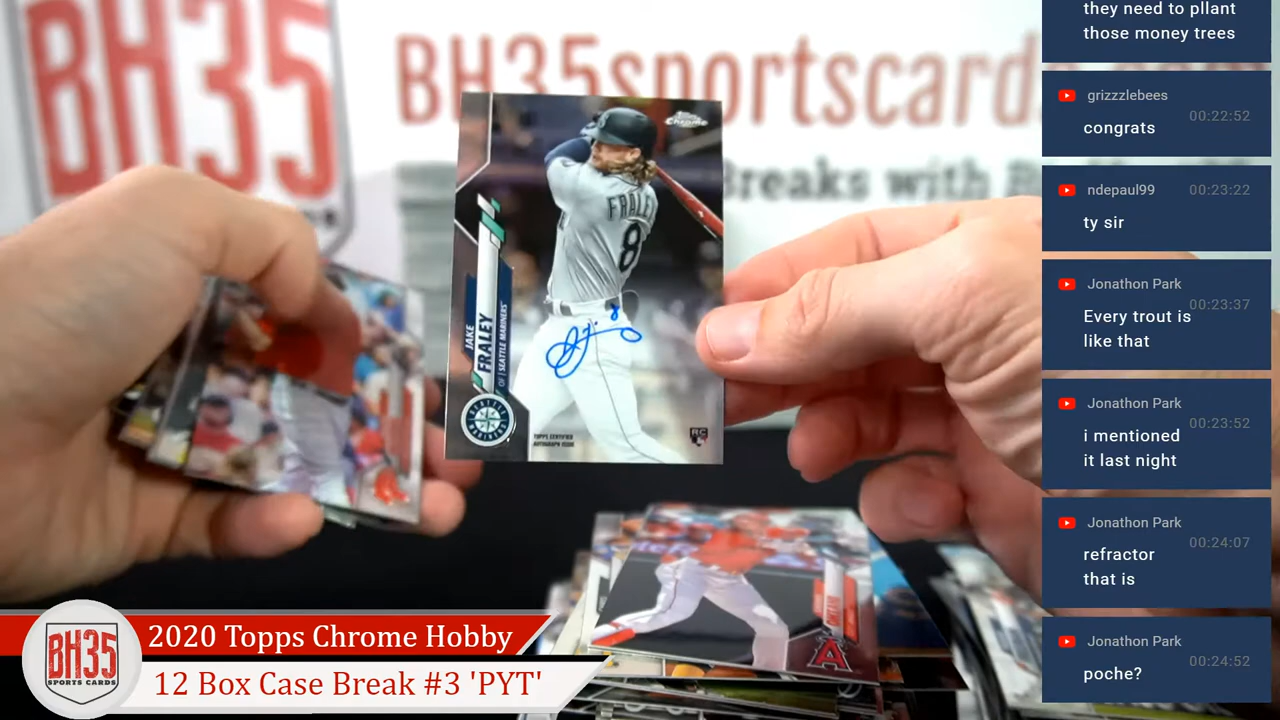 BH35
BH35sportscards.com
Breaks with
Chrome
FRALEY
8
JAKE
FRALEY
OF | SEATTLE MARINERS
TOPPS CERTIFIED
AUTOGRAPH ISSUE
RC
A
2020 Topps Chrome Hobby
12 Box Case Break #3 'PYT'
BH35
SPORTS CARDS
they need to pllant
those money trees
grizzzlebees
00:22:52
congrats
ndepaul99
00:23:22
ty sir
Jonathon Park
00:23:37
Every trout is
like that
Jonathon Park
00:23:52
i mentioned
it last night
Jonathon Park
00:24:07
refractor
that is
Jonathon Park
00:24:52
poche?